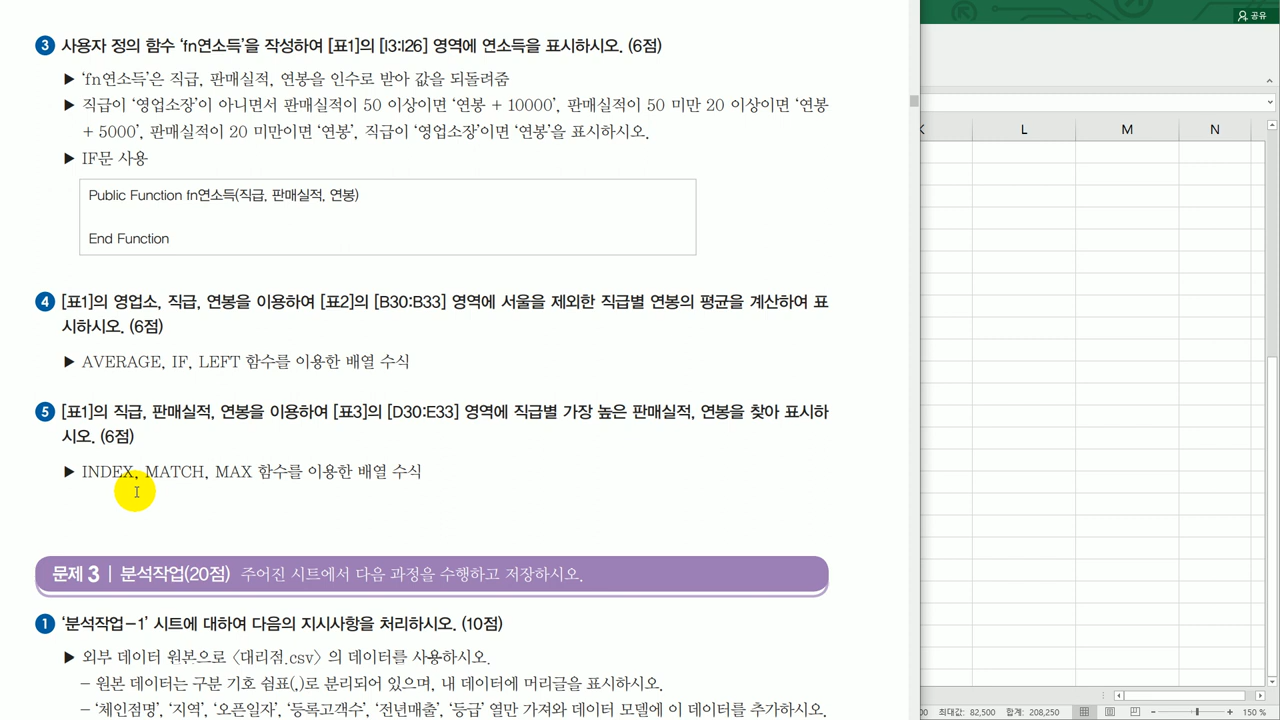 공유
3 사용자 정의 함수 ‘fn연소득’을 작성하여 [표1]의 [I3:I26] 영역에 연소득을 표시하시오. (6점)
▶ ‘fn연소득’은 직급, 판매실적, 연봉을 인수로 받아 값을 되돌려줌
▶ 직급이 ‘영업소장’이 아니면서 판매실적이 50 이상이면 ‘연봉 + 10000’, 판매실적이 50 미만 20 이상이면 ‘연봉
+ 5000’, 판매실적이 20 미만이면 ‘연봉’, 직급이 ‘영업소장’이면 ‘연봉’을 표시하시오.
▶ IF문 사용
Public Function fn연소득(직급, 판매실적, 연봉)
End Function
L M N
4 [표1]의 영업소, 직급, 연봉을 이용하여 [표2]의 [B30:B33] 영역에 서울을 제외한 직급별 연봉의 평균을 계산하여 표
시하시오. (6점)
▶ AVERAGE, IF, LEFT 함수를 이용한 배열 수식
5 [표1]의 직급, 판매실적, 연봉을 이용하여 [표3]의 [D30:E33] 영역에 직급별 가장 높은 판매실적, 연봉을 찾아 표시하
시오. (6점)
▶ INDEX, MATCH, MAX 함수를 이용한 배열 수식
문제 3 | 분석작업(20점) 주어진 시트에서 다음 과정을 수행하고 저장하시오.
1 ‘분석작업-1’ 시트에 대하여 다음의 지시사항을 처리하시오. (10점)
▶ 외부 데이터 원본으로 〈대리점.csv〉 의 데이터를 사용하시오.
- 원본 데이터는 구분 기호 쉼표(,)로 분리되어 있으며, 내 데이터에 머리글을 표시하시오.
- ‘체인점명’, ‘지역’, ‘오픈일자’, ‘등록고객수’, ‘전년매출’, ‘등급’ 열만 가져와 데이터 모델에 이 데이터를 추가하시오.
최대값: 82,500 합계: 208,250 150 %